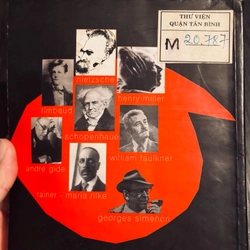 THƯ VIỆN
QUẬN TÂN BÌNH
M 20.787
nietzsche
rimbaud
henry miller
schopenhauer
william faulkner
andré gide
rainer - maria rilke
georges simenon